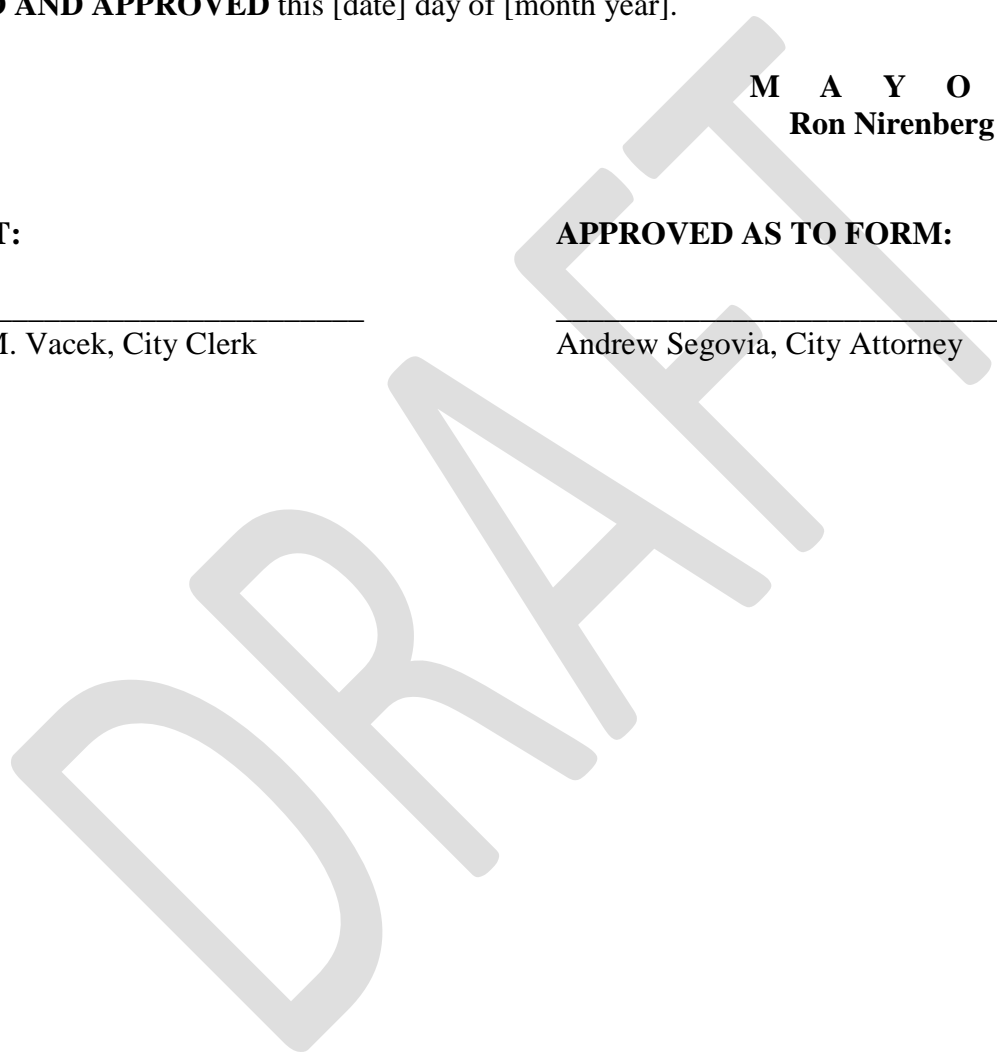 D AND APPROVED this [date] day of [month year].
M A Y O
Ron Nirenberg
T:
APPROVED AS TO FORM:
M. Vacek, City Clerk
Andrew Segovia, City Attorney
DRAFT